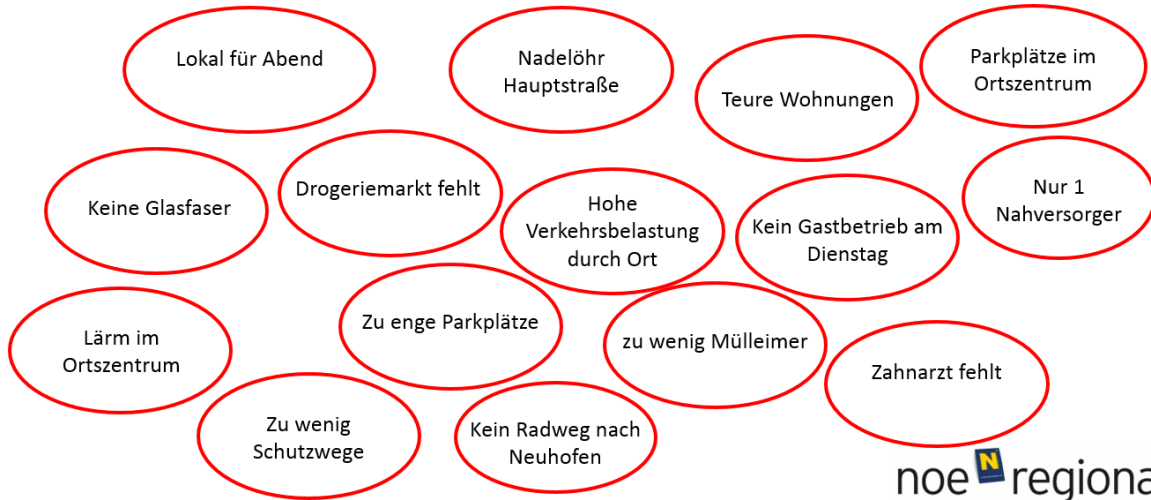 Lokal für Abend
Nadelöhr
Hauptstraße
Teure Wohnungen
Parkplätze im
Ortszentrum
Keine Glasfaser
Drogeriemarkt fehlt
Hohe
Verkehrsbelastung
durch Ort
Kein Gastbetrieb am
Dienstag
Nur 1
Nahversorger
Lärm im
Ortszentrum
Zu enge Parkplätze
zu wenig Mülleimer
Zahnarzt fehlt
Zu wenig
Schutzwege
Kein Radweg nach
Neuhofen
noe N regiona